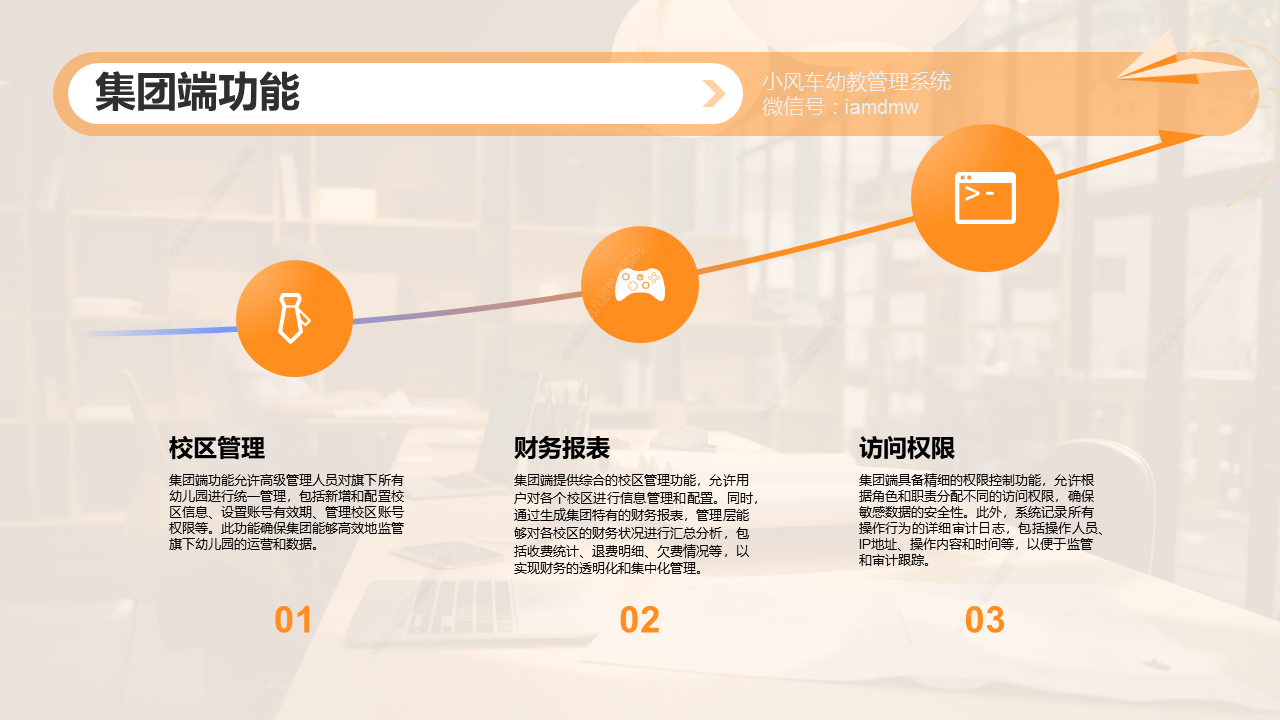 集团端功能
小风车幼教管理系统
微信号：iamdmw
校区管理
集团端功能允许高级管理人员对旗下所有
幼儿园进行统一管理，包括新增和配置校
区信息、设置账号有效期、管理校区账号
权限等。此功能确保集团能够高效地监管
旗下幼儿园的运营和数据。
01
财务报表
集团端提供综合的校区管理功能，允许用
户对各个校区进行信息管理和配置。同时，
通过生成集团特有的财务报表，管理层能
够对各校区的财务状况进行汇总分析，包
括收费统计、退费明细、欠费情况等，以
实现财务的透明化和集中化管理。
02
访问权限
集团端具备精细的权限控制功能，允许根
据角色和职责分配不同的访问权限，确保
敏感数据的安全性。此外，系统记录所有
操作行为的详细审计日志，包括操作人员、
IP地址、操作内容和时间等，以便于监管
和审计跟踪。
03